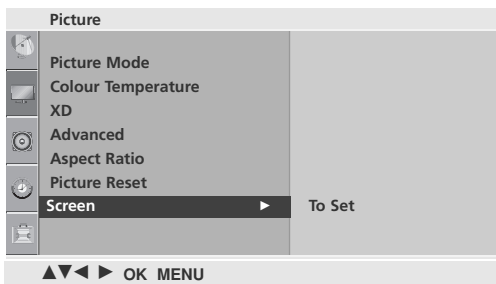 Picture
Picture Mode
Colour Temperature
XD
Advanced
Aspect Ratio
Picture Reset
Screen ► To Set
▲▼◄ ► OK MENU